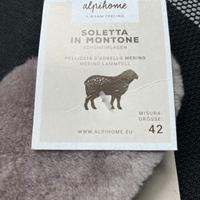 alpihome
A WARM FEELING
SOLETTA
IN MONTONE
SCHUHEINLAGEN
PELLICCIA D'AGNELLO MERINO
MERINO LAMMFELL
MISURA
GRÖSSE
42
WWW.ALPIHOME.EU